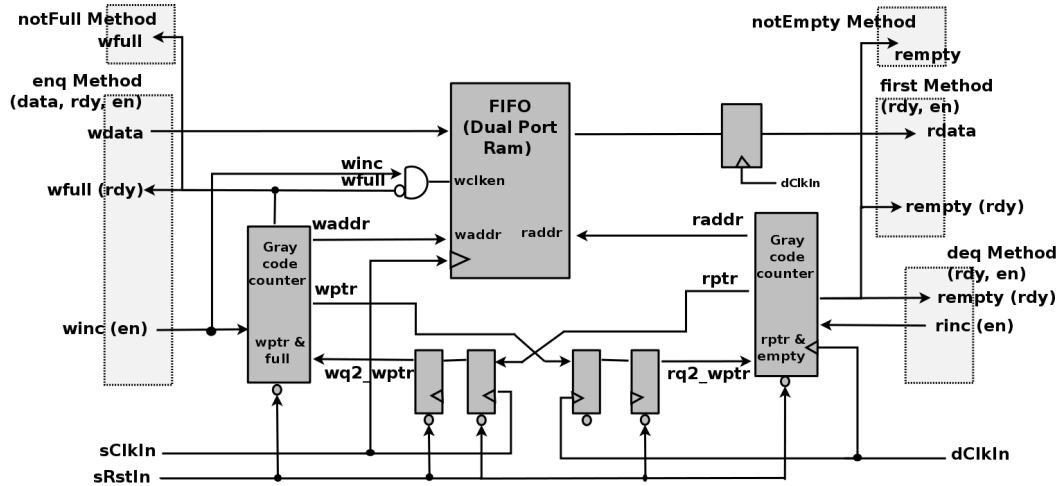 notFull Method
wfull
notEmpty Method
rempty
enq Method
(data, rdy, en)
first Method
(rdy, en)
FIFO
(Dual Port
Ram)
wdata
rdata
winc
wfull
wclken
dClkIn
wfull (rdy)
rempty (rdy)
waddr
waddr
raddr
raddr
Gray
code
counter
Gray
code
counter
deq Method
(rdy, en)
wptr
rptr
rempty (rdy)
winc (en)
rinc (en)
wptr &
full
rptr &
empty
wq2_wptr
rq2_wptr
sClkIn
dClkIn
sRstIn